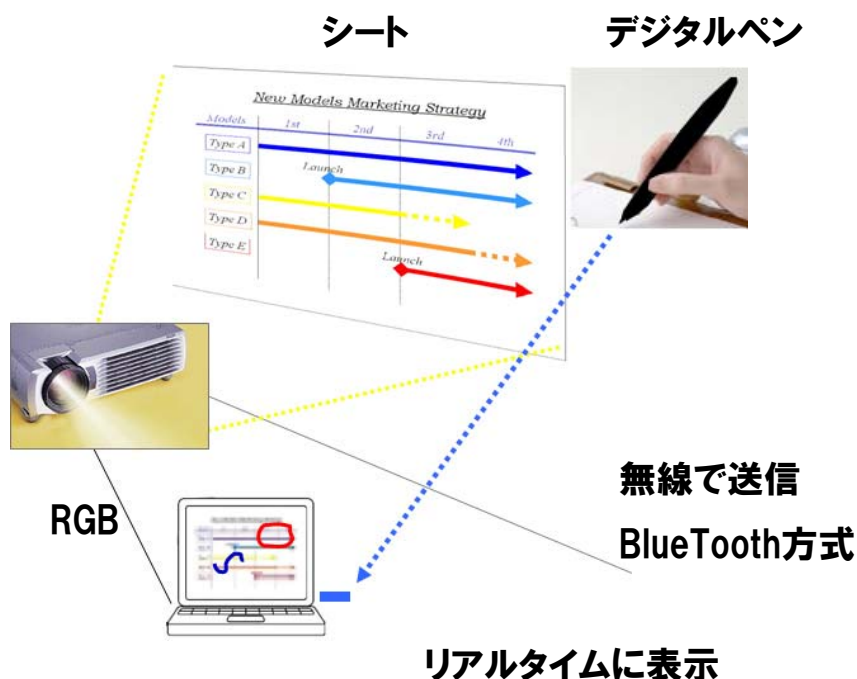 シート
デジタルペン
New Models Marketing Strategy
Models 1st 2nd 3rd 4th
Type A
Type B
Launch
Type C
Type D
Type E
Launch
無線で送信
RGB
BlueTooth方式
リアルタイムに表示